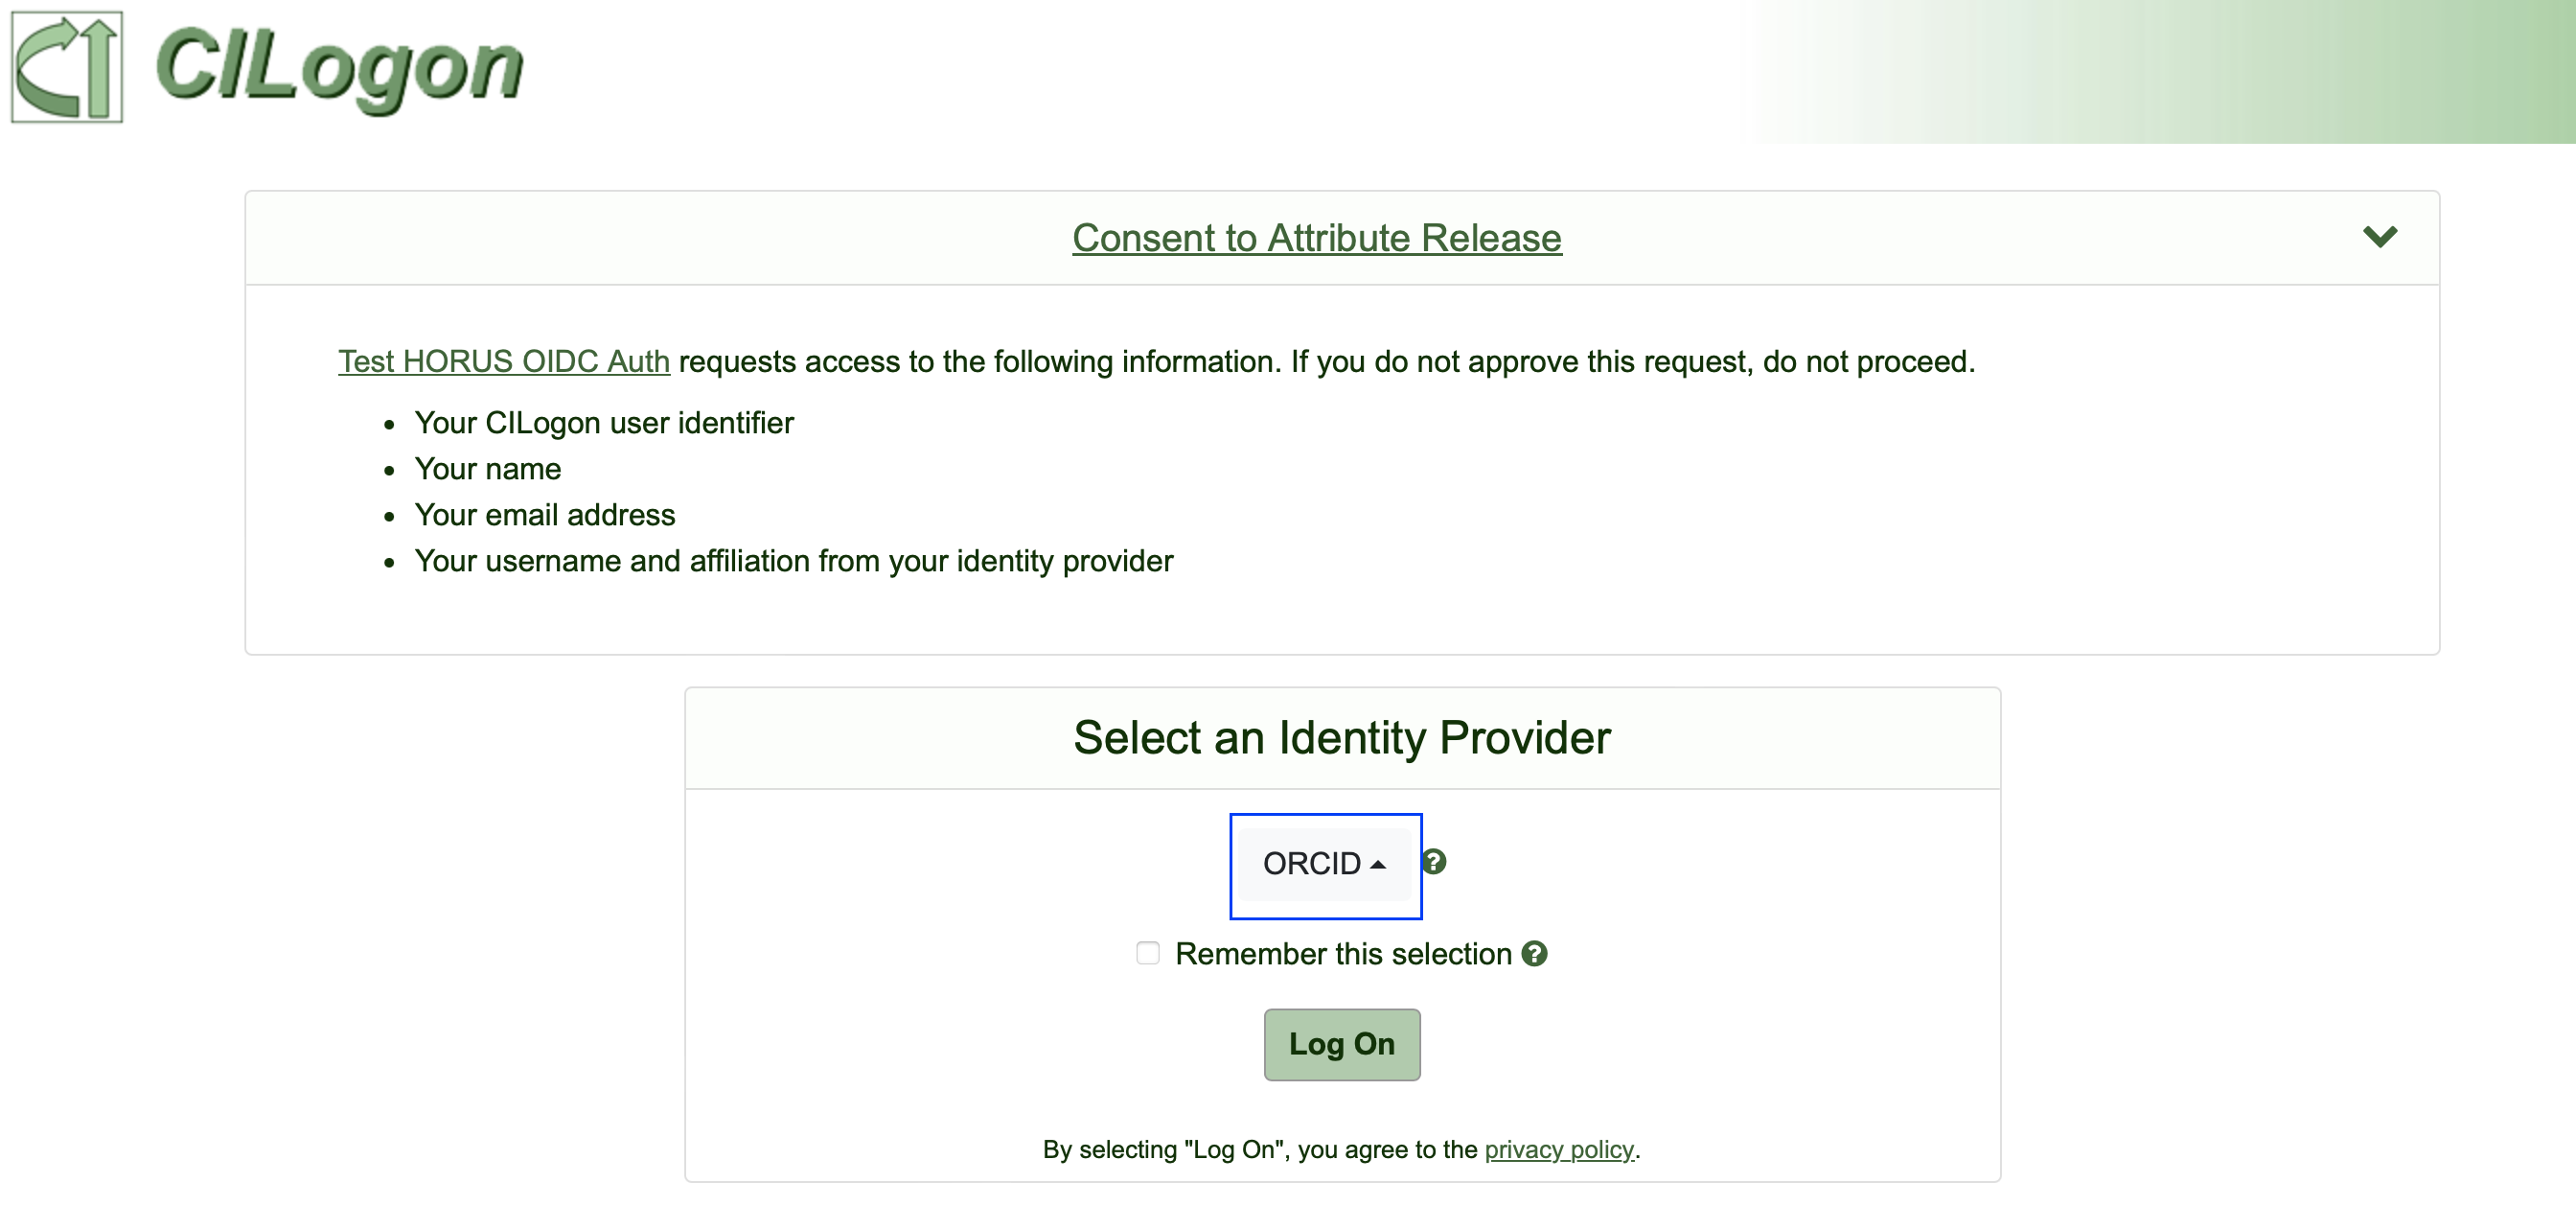 CILogon
Consent to Attribute Release
Test HORUS OIDC Auth requests access to the following information. If you do not approve this request, do not proceed.
• Your CILogon user identifier
• Your name
• Your email address
• Your username and affiliation from your identity provider
Select an Identity Provider
ORCID
Remember this selection
Log On
By selecting "Log On", you agree to the privacy policy.